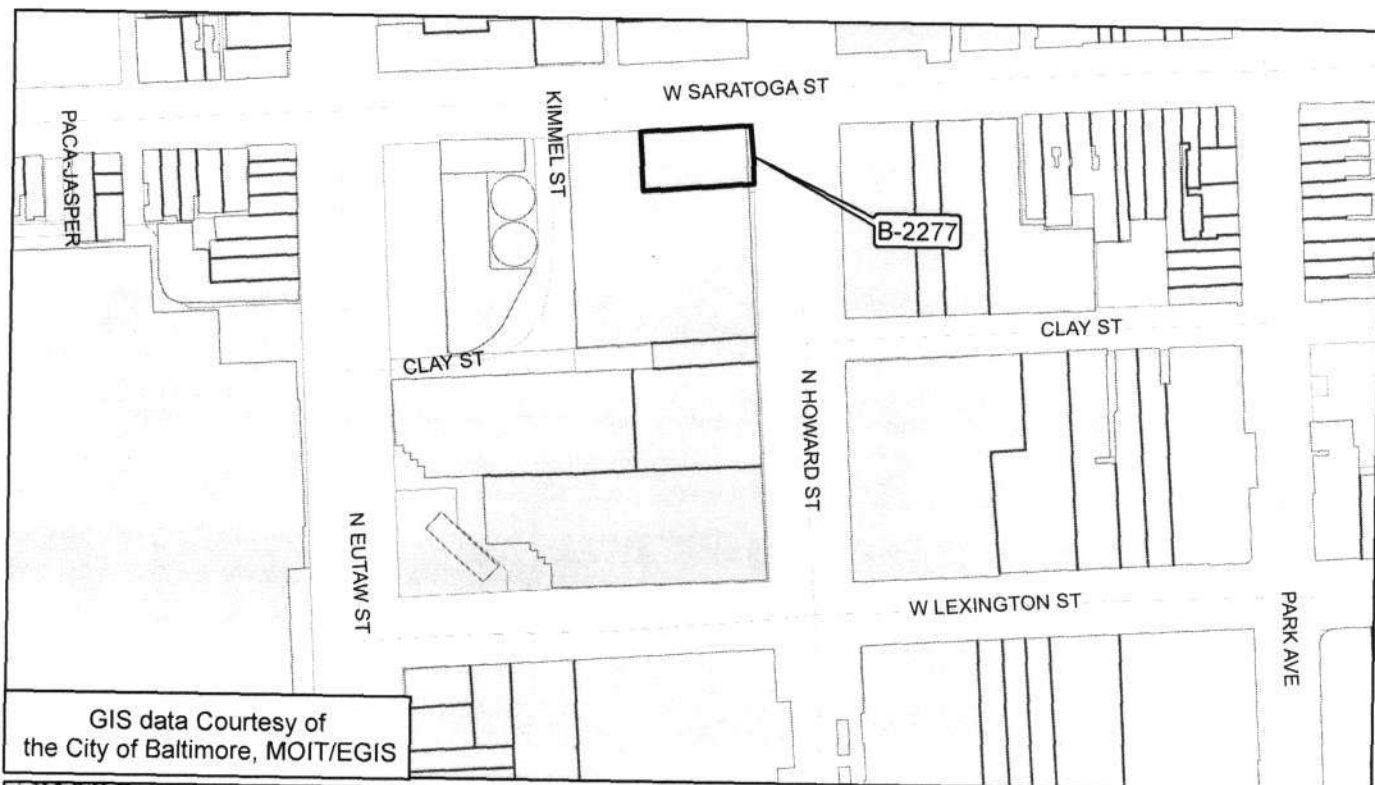 W SARATOGA ST
KIMMEL ST
PACA-JASPER
B-2277
CLAY ST
CLAY ST
N HOWARD ST
N EUTAW ST
W LEXINGTON ST
PARK AVE
GIS data Courtesy of
the City of Baltimore, MOIT/EGIS